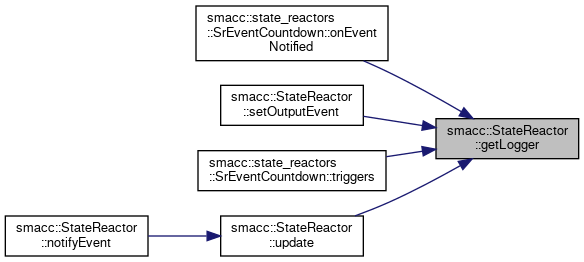 smacc::state_reactors
::SrEventCountdown::onEvent
Notified
smacc::StateReactor
::setOutputEvent
smacc::StateReactor
::getLogger
smacc::state_reactors
::SrEventCountdown::triggers
smacc::StateReactor
::notifyEvent
smacc::StateReactor
::update